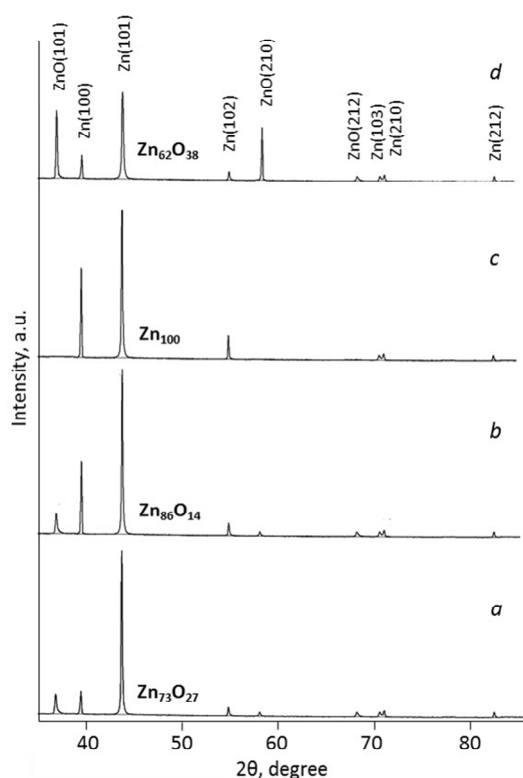 ZnO(101)
Zn(100)
Zn(101)
Zn(102)
ZnO(210)
ZnO(212)
Zn(103)
Zn(210)
Zn(212)
d
Zn₆₂O₃₈
c
Zn₁₀₀
b
Zn₈₆O₁₄
a
Zn₇₃O₂₇
Intensity, a.u.
40 50 60 70 80
2θ, degree